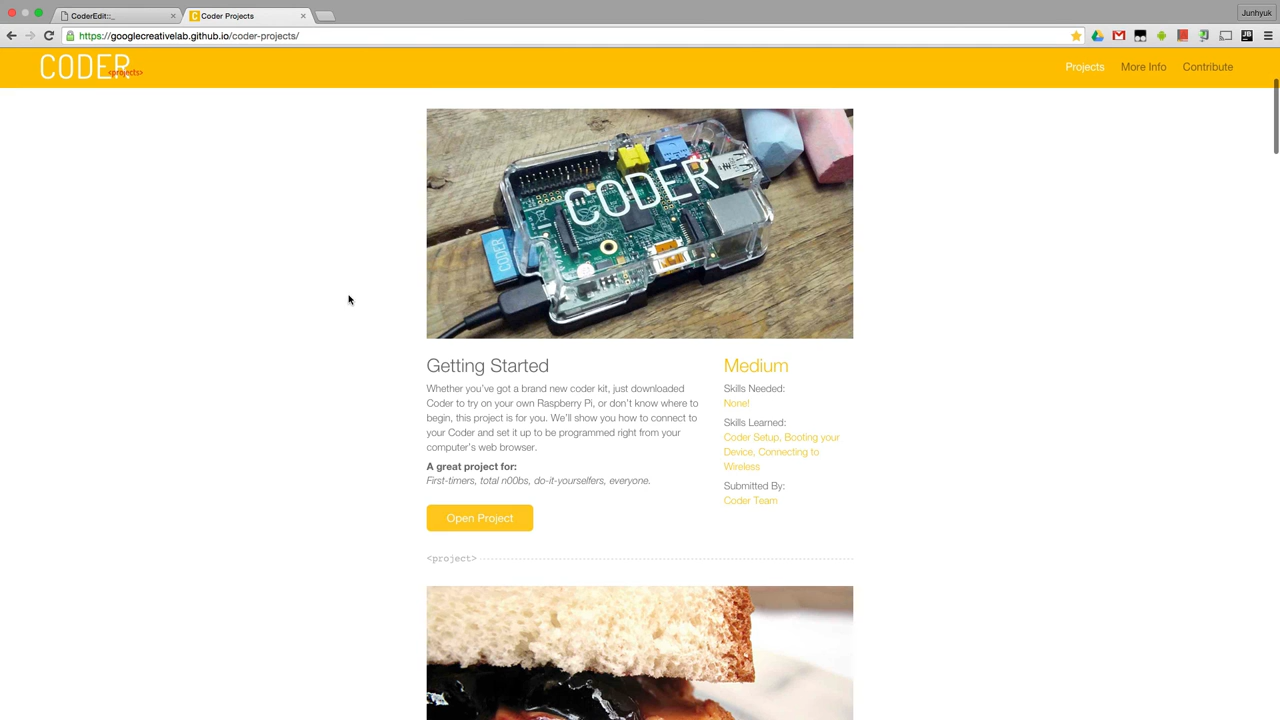 CoderEdit::_
Coder Projects
Junhyuk
https://googlecreativelab.github.io/coder-projects/
CODER
<projects>
Projects
More Info
Contribute
CODER
CODER
Getting Started
Whether you've got a brand new coder kit, just downloaded
Coder to try on your own Raspberry Pi, or don't know where to
begin, this project is for you. We'll show you how to connect to
your Coder and set it up to be programmed right from your
computer's web browser.
A great project for:
First-timers, total n00bs, do-it-yourselfers, everyone.
Open Project
Medium
Skills Needed:
None!
Skills Learned:
Coder Setup, Booting your
Device, Connecting to
Wireless
Submitted By:
Coder Team
<project>